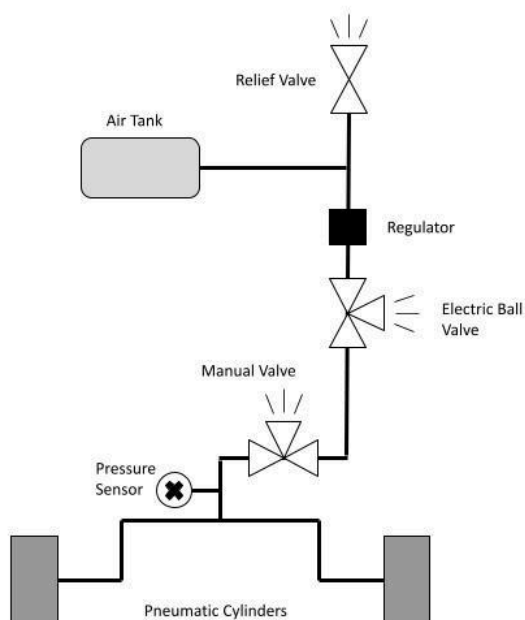 Relief Valve
Air Tank
Regulator
Electric Ball
Valve
Manual Valve
Pressure
Sensor
Pneumatic Cylinders